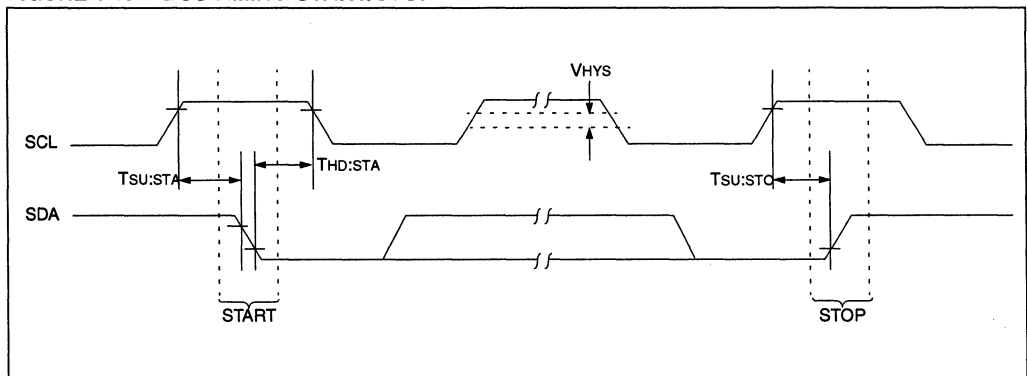 VHYS
SCL
TSU:STA
THD:STA
TSU:STO
SDA
START
STOP